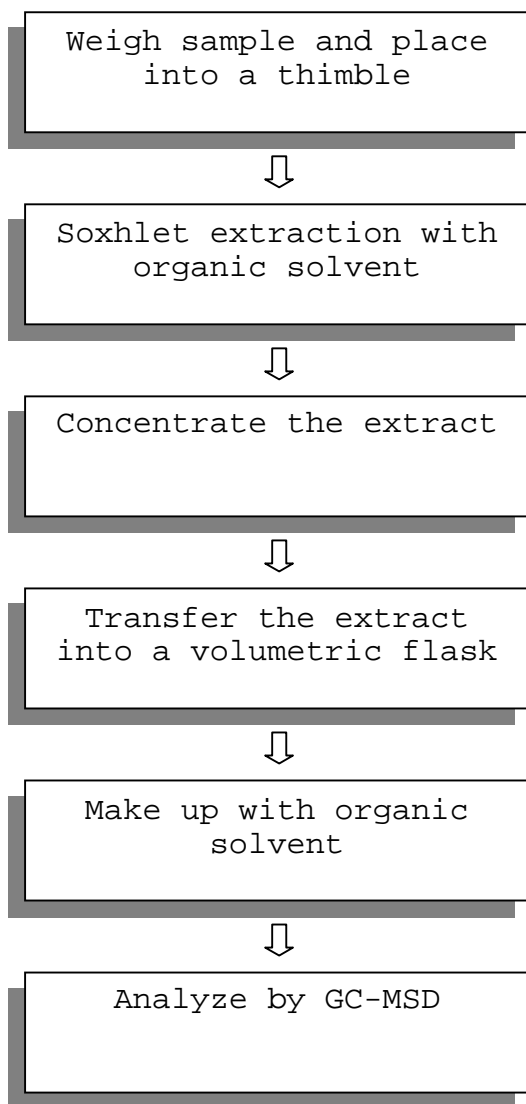 Weigh sample and place
into a thimble
Soxhlet extraction with
organic solvent
Concentrate the extract
Transfer the extract
into a volumetric flask
Make up with organic
solvent
Analyze by GC-MSD